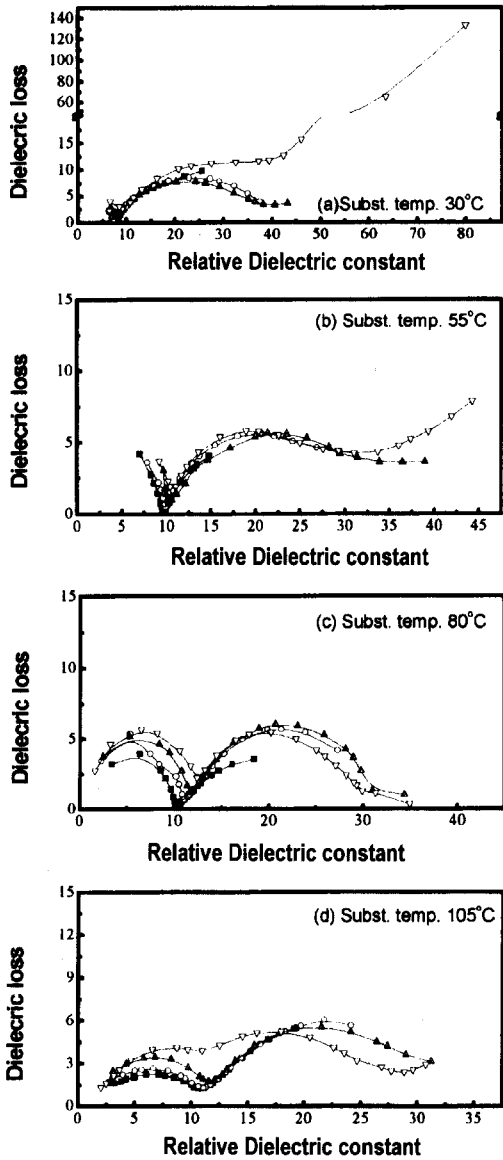 140
120
100
80
60
15
10
5
0
Dielecric loss
(a)Subst. temp. 30°C
0 10 20 30 40 50 60 70 80
Relative Dielectric constant
15
10
5
0
Dielecric loss
(b) Subst. temp. 55°C
0 5 10 15 20 25 30 35 40 45
Relative Dielectric constant
15
10
5
0
Dielecric loss
(c) Subst. temp. 80°C
0 10 20 30 40
Relative Dielectric constant
15
12
9
6
3
0
Dielecric loss
(d) Subst. temp. 105°C
0 5 10 15 20 25 30 35
Relative Dielectric constant